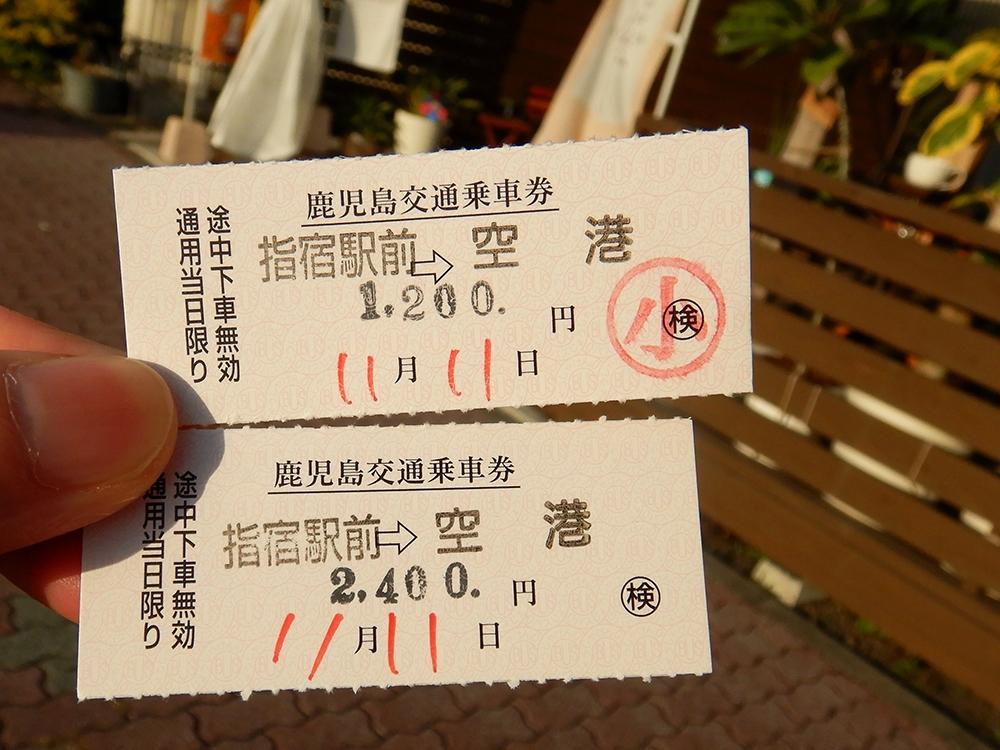 鹿児島交通乗車券
指宿駅前⇨空港
1,200.円
小
検
11月11日
途中下車無効
通用当日限り
鹿児島交通乗車券
指宿駅前⇨空港
2,400.円
検
11月11日
途中下車無効
通用当日限り